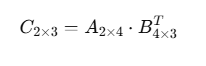 C_{2×3} = A_{2×4} · B^T_{4×3}